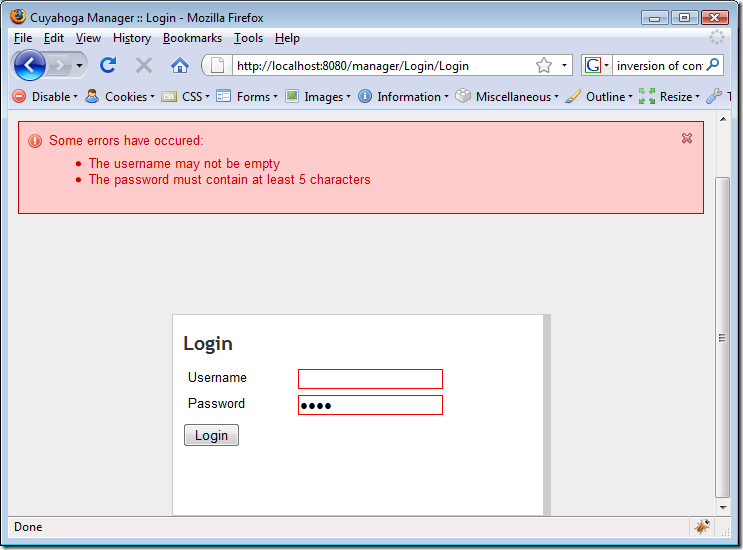 Cuyahoga Manager :: Login - Mozilla Firefox
File Edit View History Bookmarks Tools Help
http://localhost:8080/manager/Login/Login
G
inversion of con
Disable Cookies CSS Forms Images Information Miscellaneous Outline Resize T
Some errors have occured:
The username may not be empty
The password must contain at least 5 characters
Login
Username
Password
Login
Done